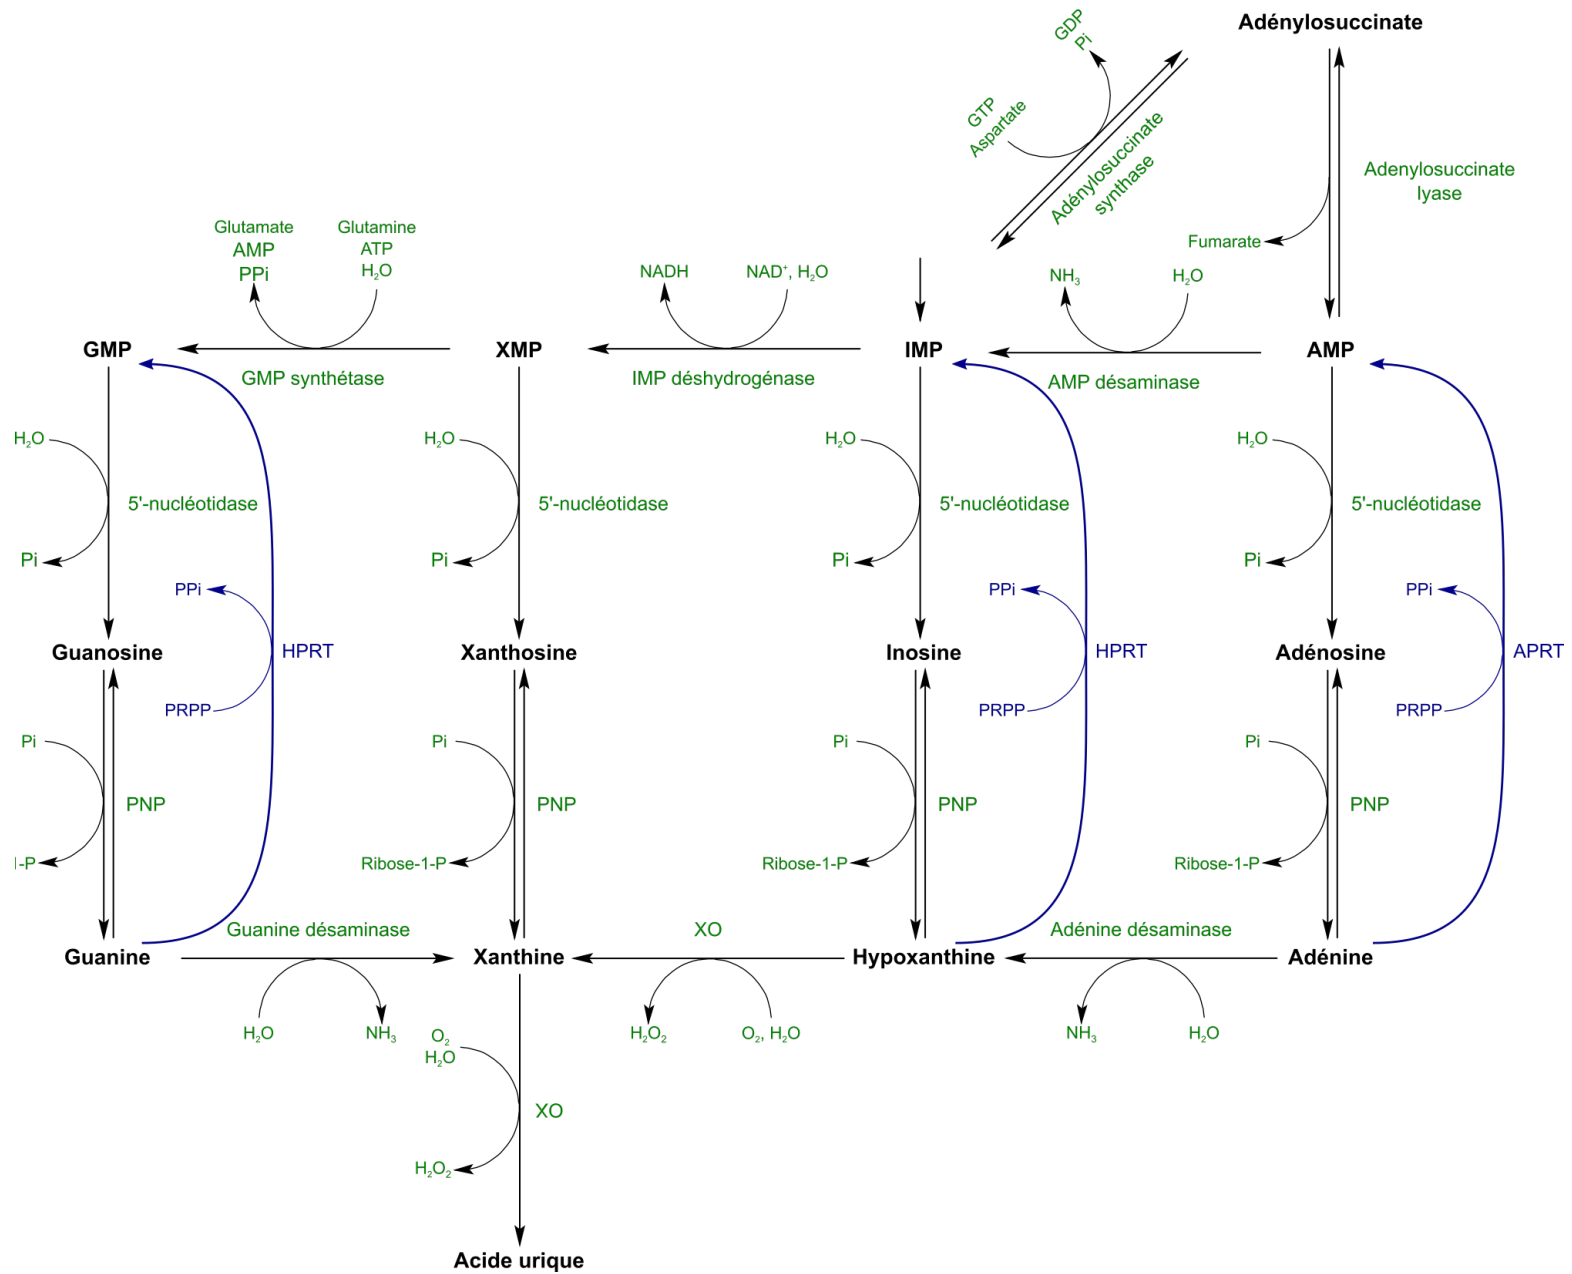 Adénylosuccinate
GDP
Pi
GTP
Aspartate
Adénylosuccinate
synthase
Adenylosuccinate
lyase
Fumarate
Glutamate
AMP
PPi
Glutamine
ATP
H₂O
NADH
NAD⁺, H₂O
NH₃
H₂O
GMP
XMP
IMP
AMP
GMP synthétase
IMP déshydrogénase
AMP désaminase
H₂O
H₂O
H₂O
H₂O
5'-nucléotidase
5'-nucléotidase
5'-nucléotidase
5'-nucléotidase
Pi
Pi
Pi
Pi
PPi
PPi
PPi
Guanosine
HPRT
Xanthosine
Inosine
HPRT
Adénosine
APRT
PRPP
PRPP
PRPP
Pi
Pi
Pi
Pi
PNP
PNP
PNP
PNP
l-P
Ribose-1-P
Ribose-1-P
Ribose-1-P
Guanine désaminase
XO
Adénine désaminase
Guanine
Xanthine
Hypoxanthine
Adénine
H₂O
NH₃
O₂
H₂O
H₂O₂
O₂, H₂O
NH₃
H₂O
XO
H₂O₂
Acide urique